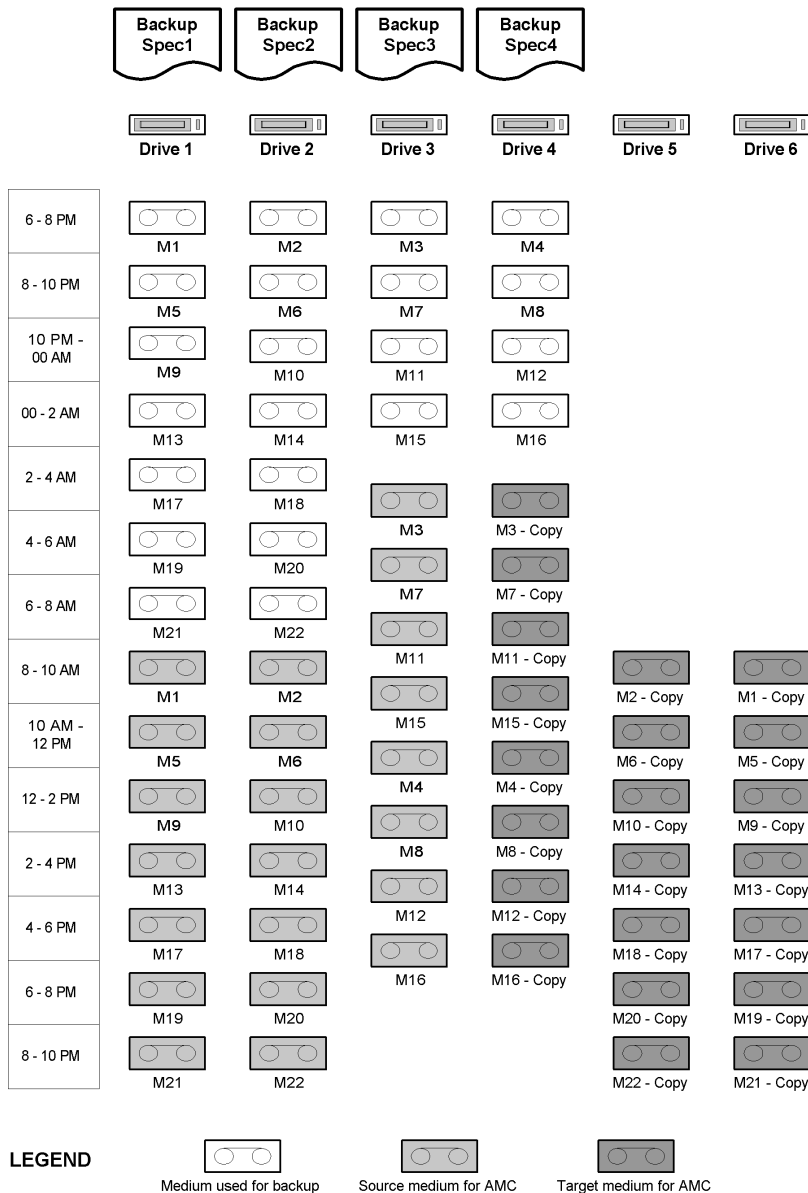 Backup Spec1
Backup Spec2
Backup Spec3
Backup Spec4
Drive 1
Drive 2
Drive 3
Drive 4
Drive 5
Drive 6
6 - 8 PM
M1
M2
M3
M4
8 - 10 PM
M5
M6
M7
M8
10 PM -
00 AM
M9
M10
M11
M12
00 - 2 AM
M13
M14
M15
M16
2 - 4 AM
M17
M18
M3
M3 - Copy
4 - 6 AM
M19
M20
M7
M7 - Copy
6 - 8 AM
M21
M22
M11
M11 - Copy
8 - 10 AM
M1
M2
M15
M15 - Copy
M2 - Copy
M1 - Copy
10 AM -
12 PM
M5
M6
M4
M4 - Copy
M6 - Copy
M5 - Copy
12 - 2 PM
M9
M10
M8
M8 - Copy
M10 - Copy
M9 - Copy
2 - 4 PM
M13
M14
M12
M12 - Copy
M14 - Copy
M13 - Copy
4 - 6 PM
M17
M18
M16
M16 - Copy
M18 - Copy
M17 - Copy
6 - 8 PM
M19
M20
M20 - Copy
M19 - Copy
8 - 10 PM
M21
M22
M22 - Copy
M21 - Copy
LEGEND
Medium used for backup
Source medium for AMC
Target medium for AMC